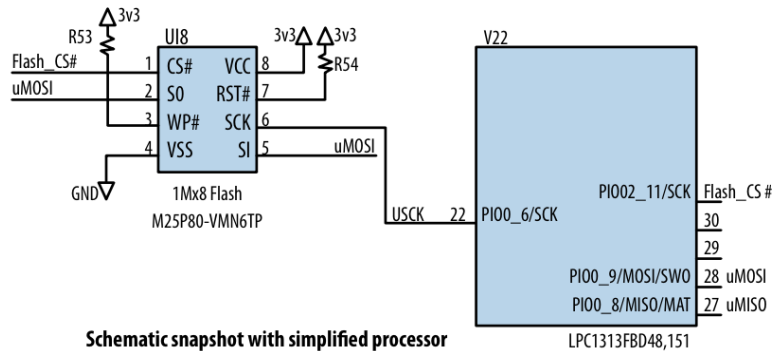 3v3
R53
UI8
3v3 3v3
R54
Flash_CS# 1 CS# VCC 8
uMOSI 2 SO RST# 7
3 WP# SCK 6
4 VSS SI 5 uMOSI
GND
1Mx8 Flash
M25P80-VMN6TP
V22
USCK 22 PIO0_6/SCK
PIO02_11/SCK Flash_CS #
30
29
PIO0_9/MOSI/SWO 28 uMOSI
PIO0_8/MISO/MAT 27 uMISO
LPC1313FBD48,151
Schematic snapshot with simplified processor